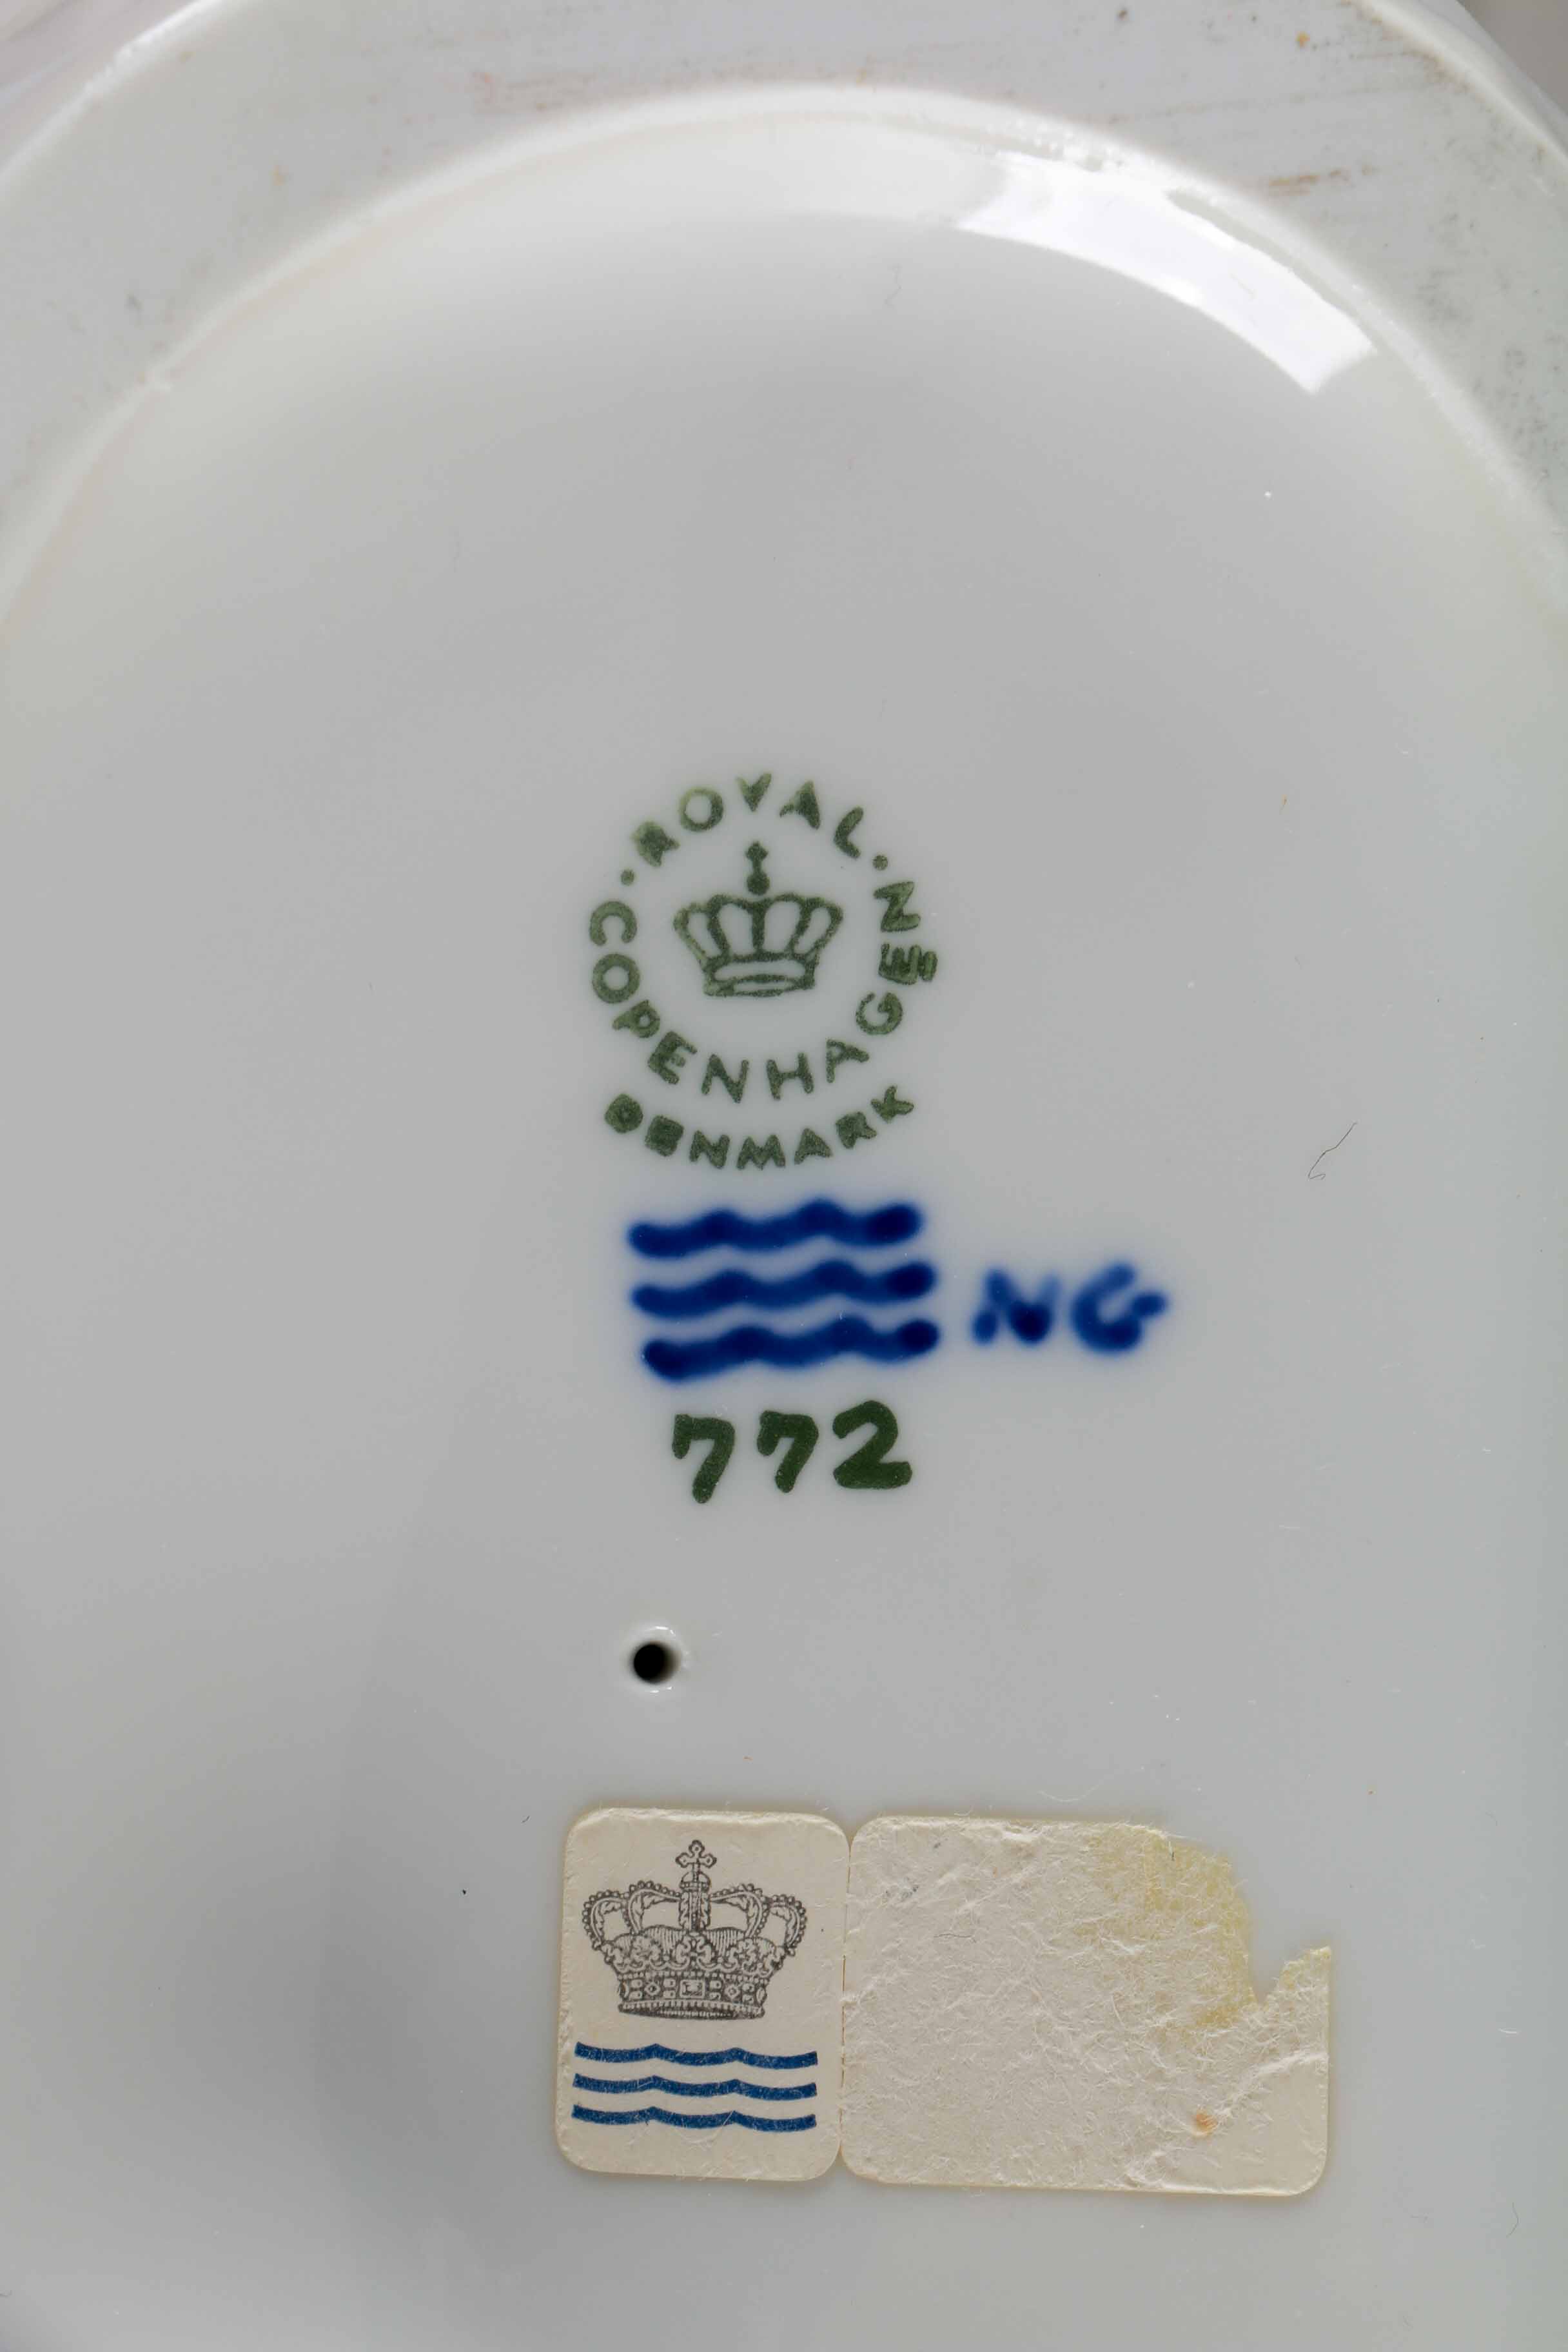 · ROYAL ·
COPENHAGEN
DENMARK
NG
772